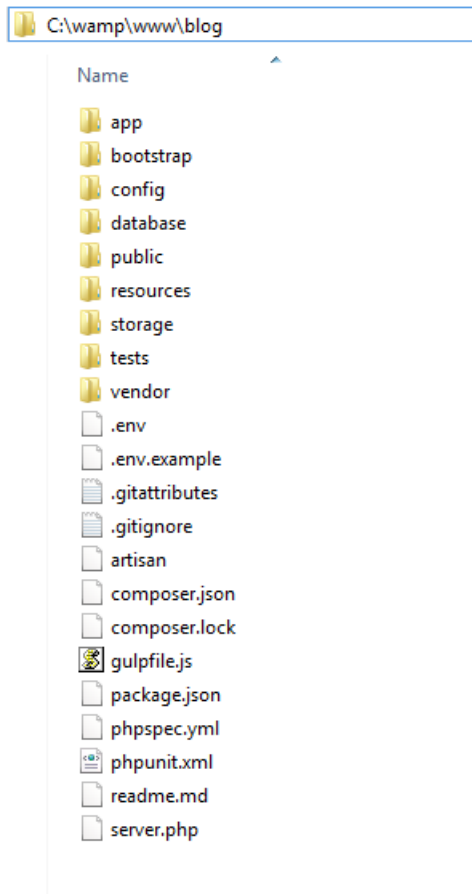 C:\wamp\www\blog
Name
app
bootstrap
config
database
public
resources
storage
tests
vendor
.env
.env.example
.gitattributes
.gitignore
artisan
composer.json
composer.lock
gulpfile.js
package.json
phpspec.yml
phpunit.xml
readme.md
server.php